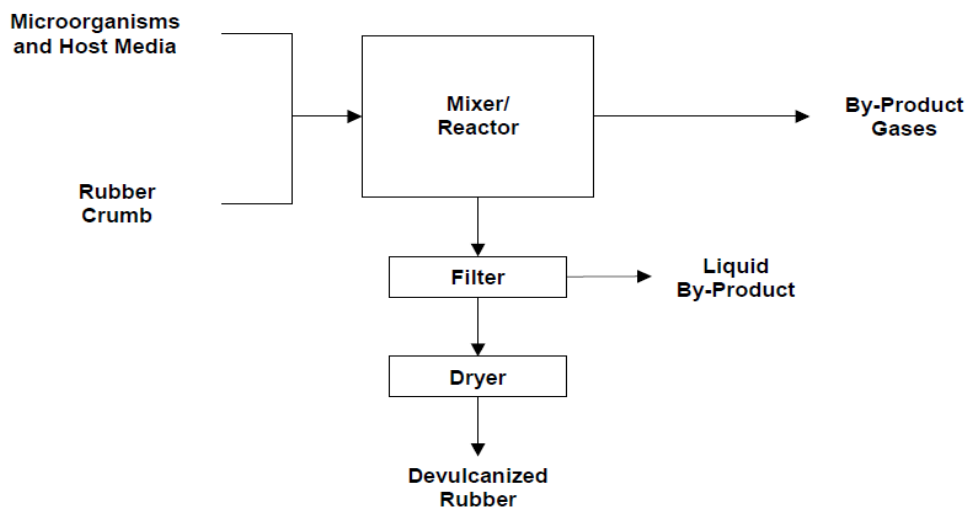 Microorganisms
and Host Media
Mixer/
Reactor
By-Product
Gases
Rubber
Crumb
Filter
Liquid
By-Product
Dryer
Devulcanized
Rubber